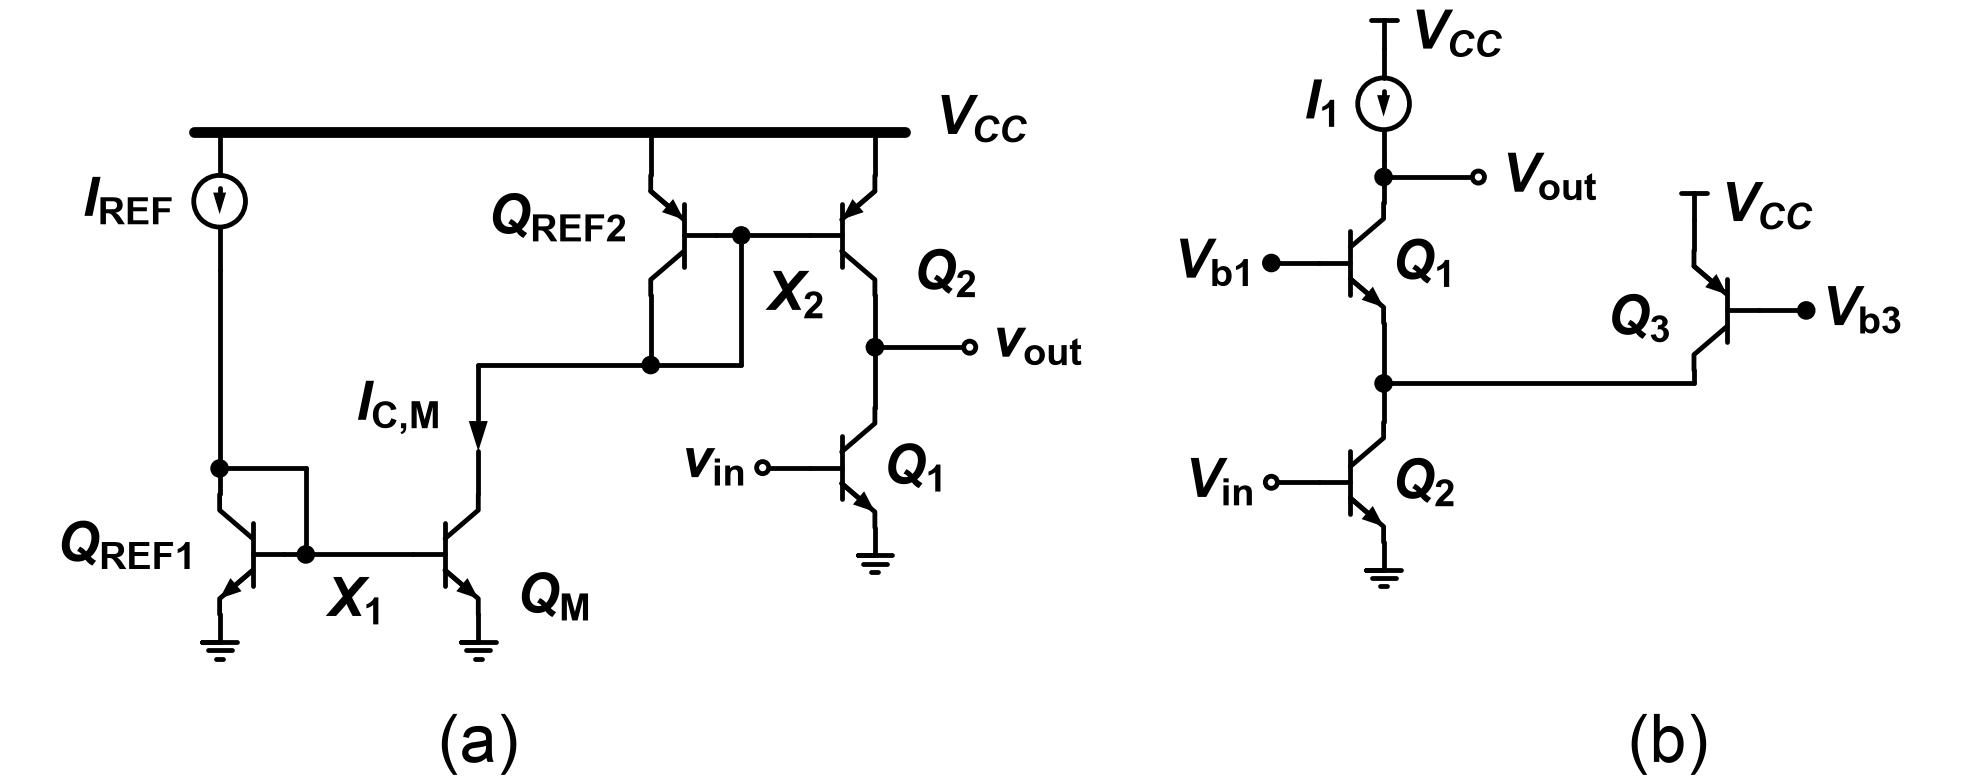 VCC
IREF
QREF2
X2
Q2
vout
IC,M
vin
Q1
QREF1
X1
QM
(a)
VCC
I1
Vout
VCC
Vb1
Q1
Q3
Vb3
Vin
Q2
(b)